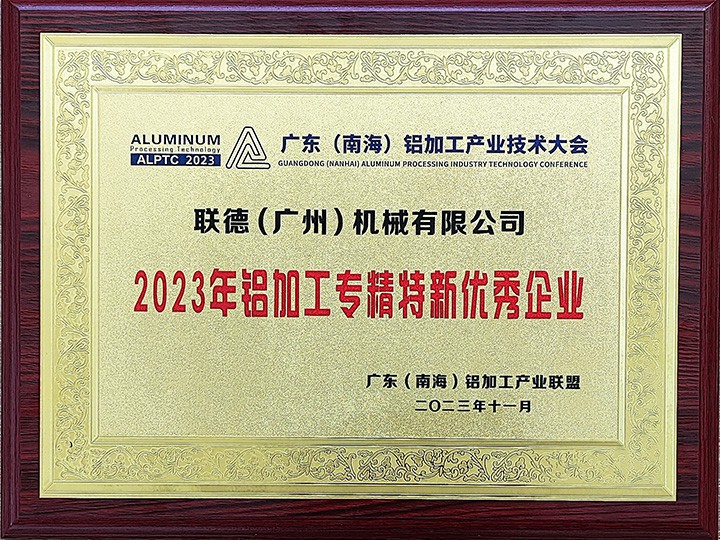 ALUMINUM
Processing Technology
ALPTC 2023
广东（南海）铝加工产业技术大会
GUANGDONG (NANHAI) ALUMINUM PROCESSING INDUSTRY TECHNOLOGY CONFERENCE
联德（广州）机械有限公司
2023年铝加工专精特新优秀企业
广东（南海）铝加工产业联盟
二〇二三年十一月